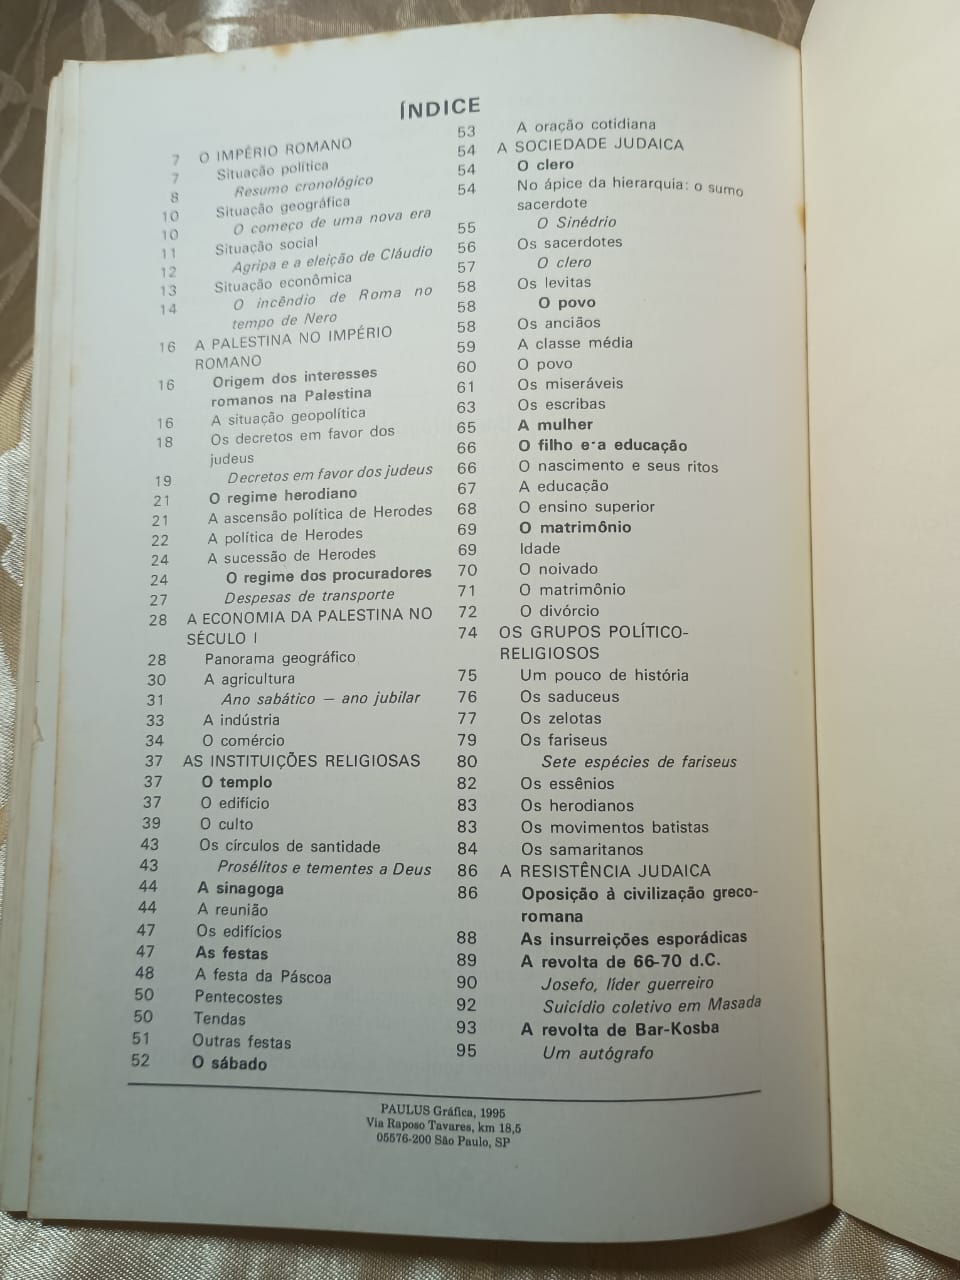 ÍNDICE
7 O IMPÉRIO ROMANO
7 Situação política
8 Resumo cronológico
10 Situação geográfica
10 O começo de uma nova era
11 Situação social
12 Agripa e a eleição de Cláudio
13 Situação econômica
14 O incêndio de Roma no
tempo de Nero
16 A PALESTINA NO IMPÉRIO
ROMANO
16 Origem dos interesses
romanos na Palestina
16 A situação geopolítica
18 Os decretos em favor dos
judeus
19 Decretos em favor dos judeus
21 O regime herodiano
21 A ascensão política de Herodes
22 A política de Herodes
24 A sucessão de Herodes
24 O regime dos procuradores
27 Despesas de transporte
28 A ECONOMIA DA PALESTINA NO
SÉCULO I
28 Panorama geográfico
30 A agricultura
31 Ano sabático — ano jubilar
33 A indústria
34 O comércio
37 AS INSTITUIÇÕES RELIGIOSAS
37 O templo
37 O edifício
39 O culto
43 Os círculos de santidade
43 Prosélitos e tementes a Deus
44 A sinagoga
44 A reunião
47 Os edifícios
47 As festas
48 A festa da Páscoa
50 Pentecostes
50 Tendas
51 Outras festas
52 O sábado
53 A oração cotidiana
54 A SOCIEDADE JUDAICA
54 O clero
54 No ápice da hierarquia: o sumo
sacerdote
55 O Sinédrio
56 Os sacerdotes
57 O clero
58 Os levitas
58 O povo
58 Os anciãos
59 A classe média
60 O povo
61 Os miseráveis
63 Os escribas
65 A mulher
66 O filho e·a educação
66 O nascimento e seus ritos
67 A educação
68 O ensino superior
69 O matrimônio
69 Idade
70 O noivado
71 O matrimônio
72 O divórcio
74 OS GRUPOS POLÍTICO-
RELIGIOSOS
75 Um pouco de história
76 Os saduceus
77 Os zelotas
79 Os fariseus
80 Sete espécies de fariseus
82 Os essênios
83 Os herodianos
83 Os movimentos batistas
84 Os samaritanos
86 A RESISTÊNCIA JUDAICA
86 Oposição à civilização greco-
romana
88 As insurreições esporádicas
89 A revolta de 66-70 d.C.
90 Josefo, líder guerreiro
92 Suicídio coletivo em Masada
93 A revolta de Bar-Kosba
95 Um autógrafo
PAULUS Gráfica, 1995
Via Raposo Tavares, km 18,5
05576-200 São Paulo, SP